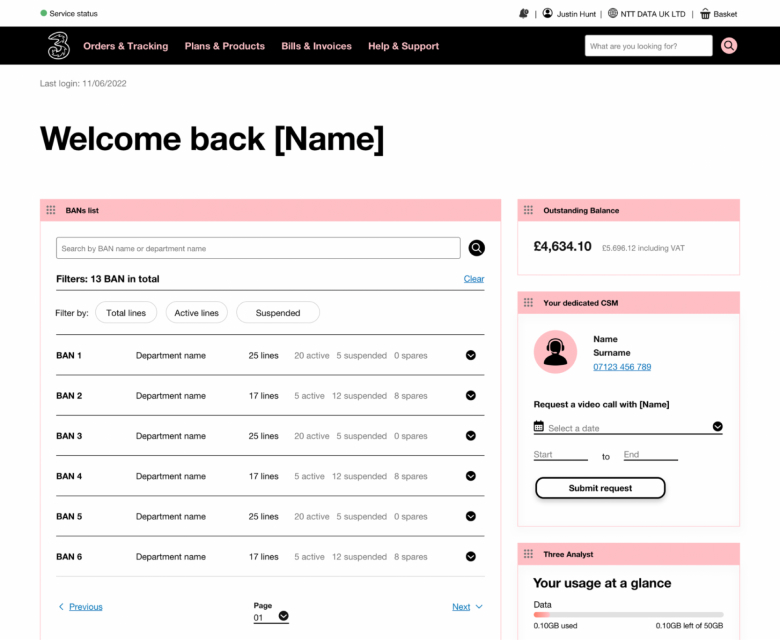 Service status
Justin Hunt | NTT DATA UK LTD | Basket
3 Orders & Tracking Plans & Products Bills & Invoices Help & Support What are you looking for?
Last login: 11/06/2022
Welcome back [Name]
BANs list
Search by BAN name or department name
Filters: 13 BAN in total Clear
Filter by: Total lines Active lines Suspended
BAN 1 Department name 25 lines 20 active 5 suspended 0 spares
BAN 2 Department name 17 lines 5 active 12 suspended 8 spares
BAN 3 Department name 25 lines 20 active 5 suspended 0 spares
BAN 4 Department name 17 lines 5 active 12 suspended 8 spares
BAN 5 Department name 25 lines 20 active 5 suspended 0 spares
BAN 6 Department name 17 lines 5 active 12 suspended 8 spares
Previous Page Next
01
Outstanding Balance
£4,634.10 £5.696.12 including VAT
Your dedicated CSM
Name
Surname
07123 456 789
Request a video call with [Name]
Select a date
Start to End
Submit request
Three Analyst
Your usage at a glance
Data
0.10GB used 0.10GB left of 50GB